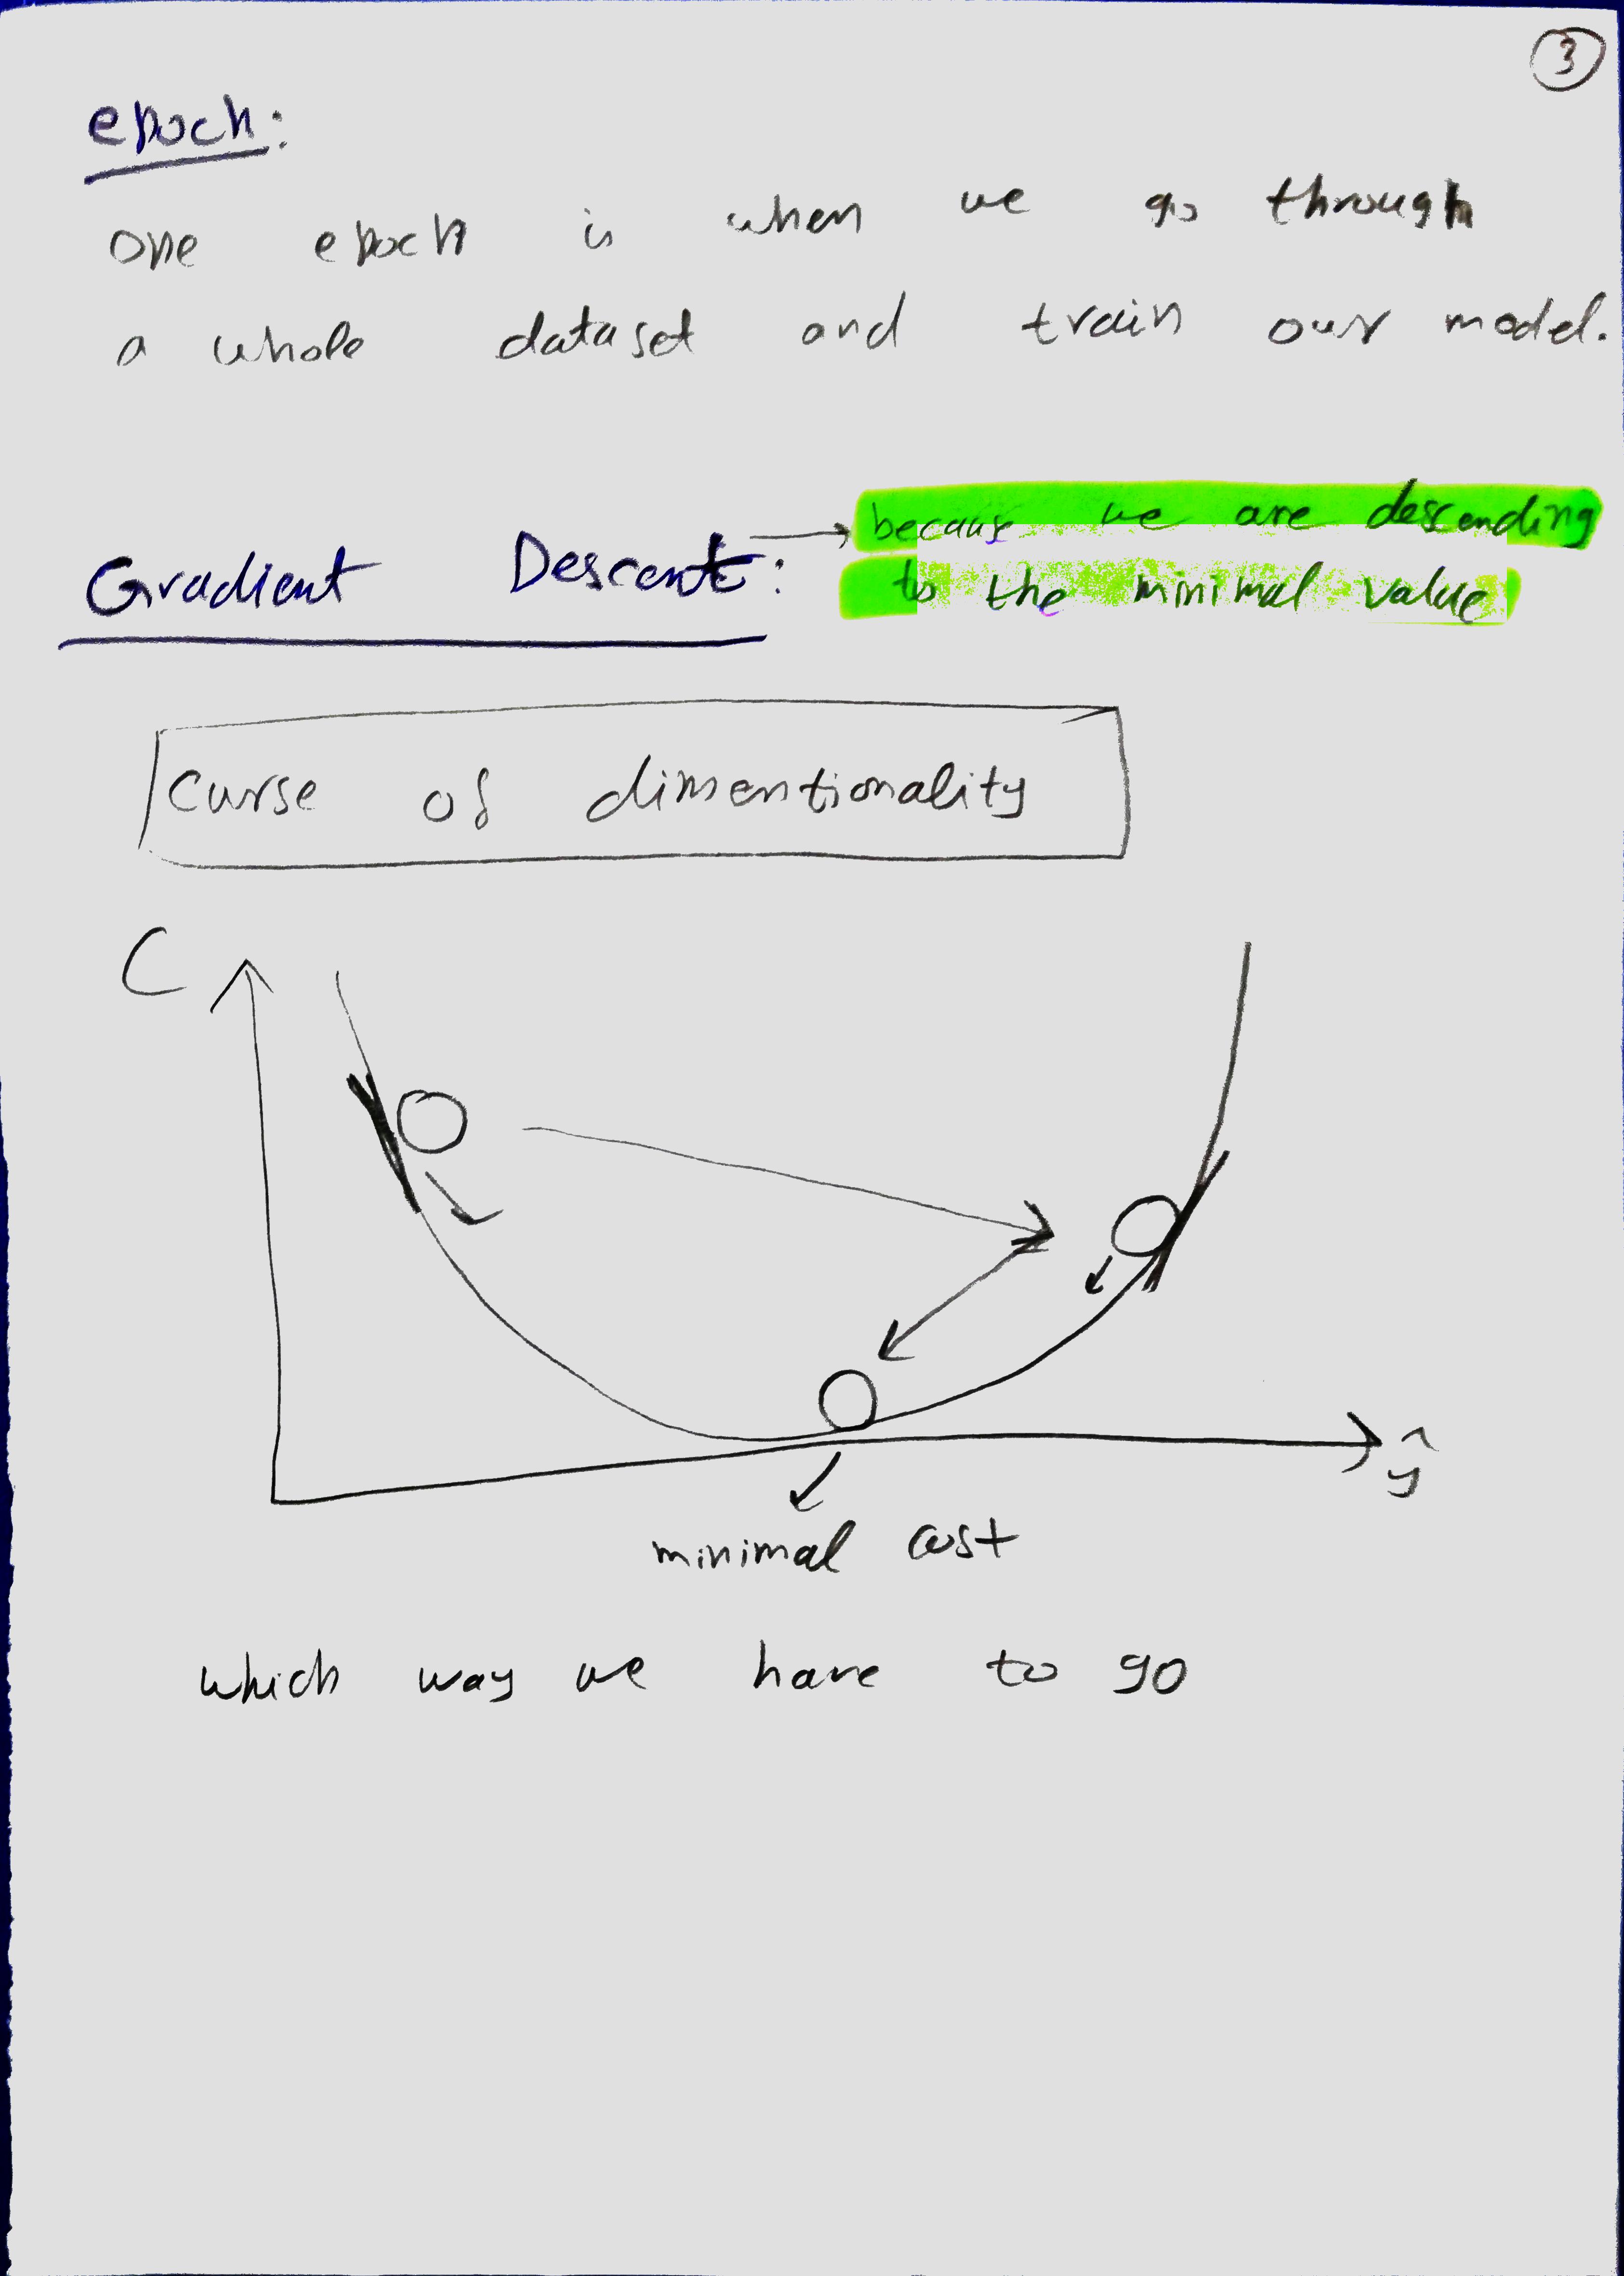 3
epoch:
one epoch is when we go through
a whole dataset and train our model.
Gradient Descent: → because we are descending
to the minimal value
Curse of dimentionality
C
ŷ
minimal cost
which way we have to go